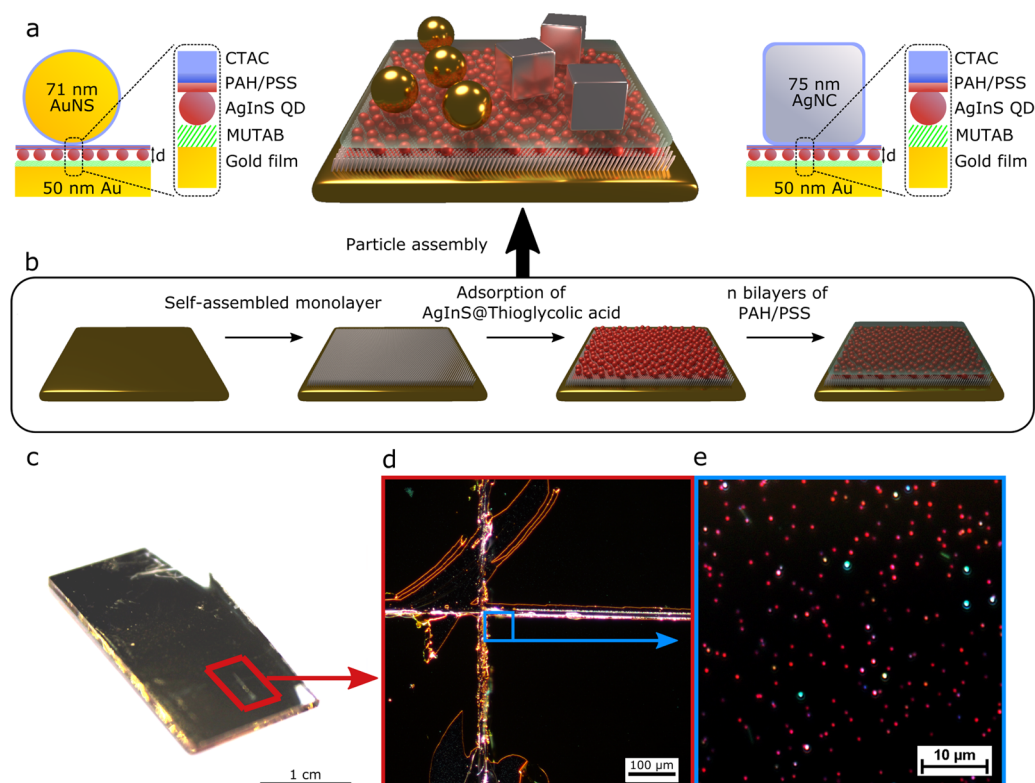 a
71 nm
AuNS
50 nm Au
d
CTAC
PAH/PSS
AgInS QD
MUTAB
Gold film
75 nm
AgNC
50 nm Au
d
CTAC
PAH/PSS
AgInS QD
MUTAB
Gold film
Particle assembly
b
Self-assembled monolayer
Adsorption of
AgInS@Thioglycolic acid
n bilayers of
PAH/PSS
c
1 cm
d
100 µm
e
10 µm